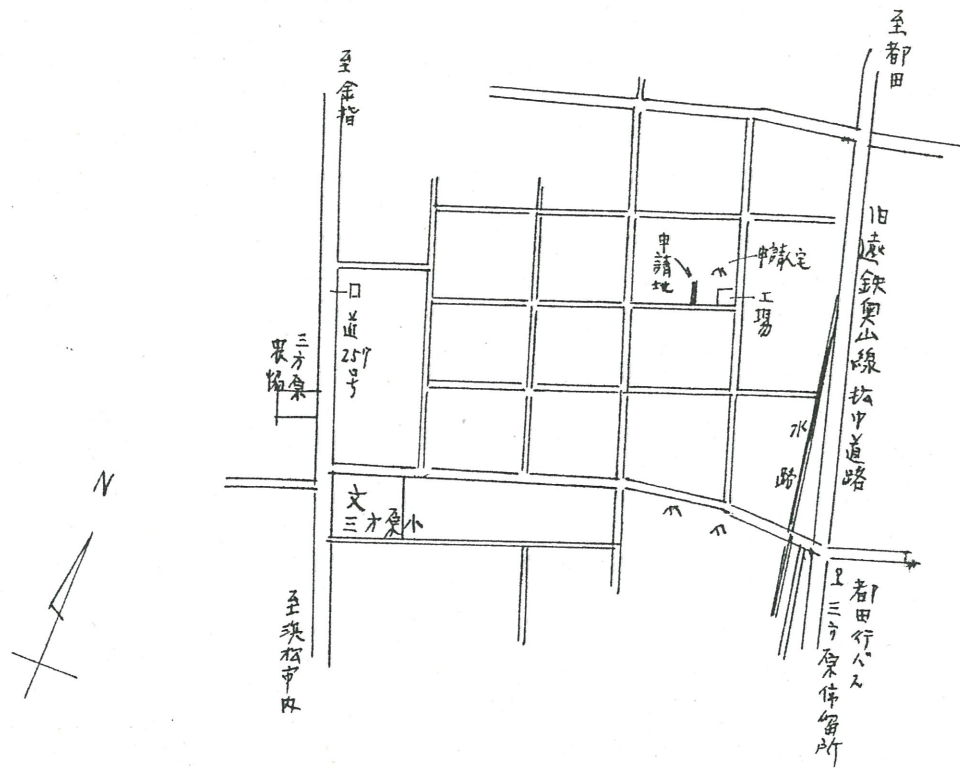 至都田
至金指
旧遠鉄奥山線拡巾道路
申請人宅
申請地
工場
口道257号
三方原
農協
水路
N
文
三方原小
至浜松市内
都田行バス
三方原停留所